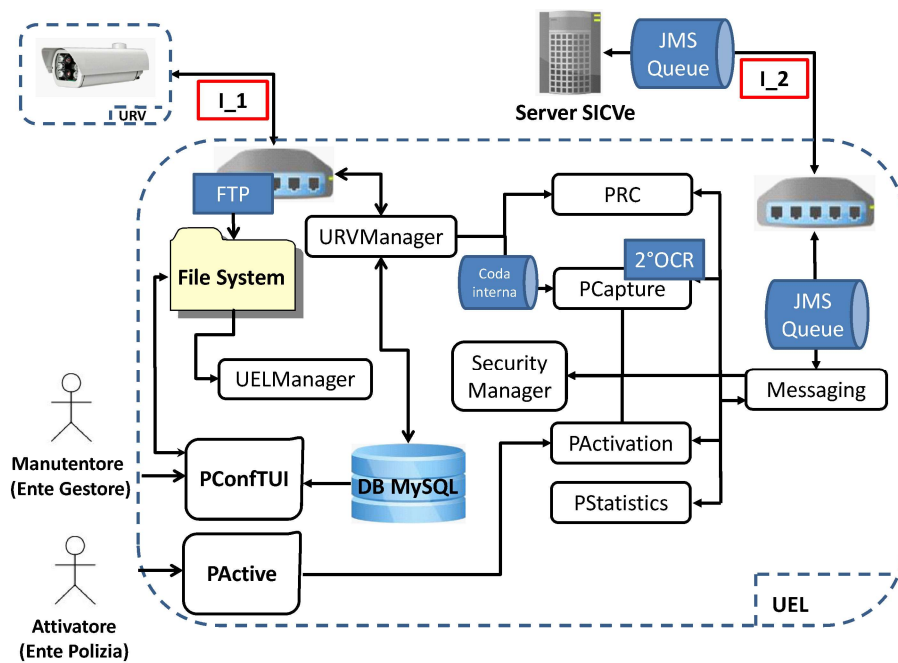 JMS
Queue
I_1
I_2
URV
Server SICVe
FTP
PRC
URVManager
2°OCR
File System
Coda
interna
PCapture
JMS
Queue
Security
Manager
UELManager
Messaging
Manutentore
(Ente Gestore)
PConfTUI
DB MySQL
PActivation
PStatistics
PActive
UEL
Attivatore
(Ente Polizia)